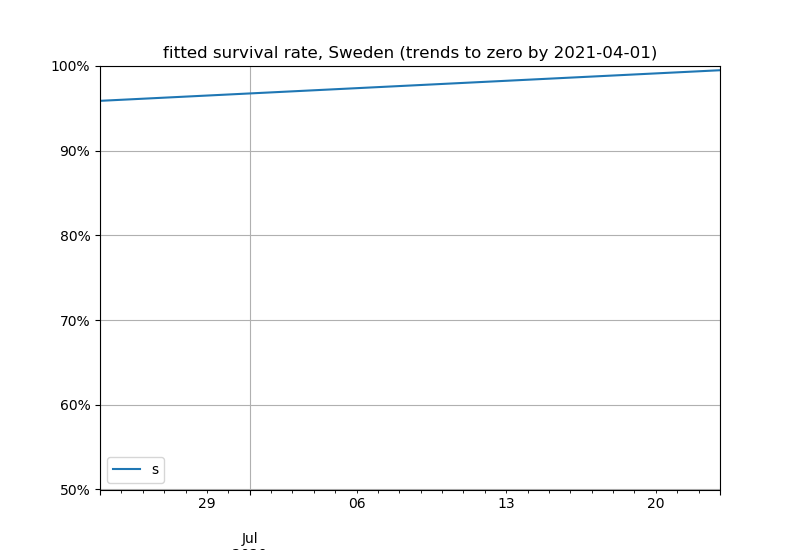 fitted survival rate, Sweden (trends to zero by 2021-04-01)
100%
90%
80%
70%
60%
50%
s
29 06 13 20
Jul